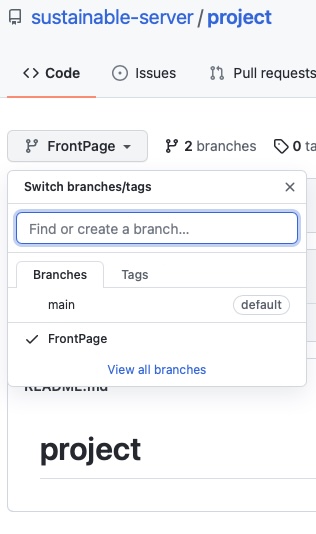 sustainable-server / project
Code Issues Pull requests
FrontPage 2 branches 0 ta
Switch branches/tags
Find or create a branch...
Branches Tags
main default
FrontPage
View all branches
README.md
project